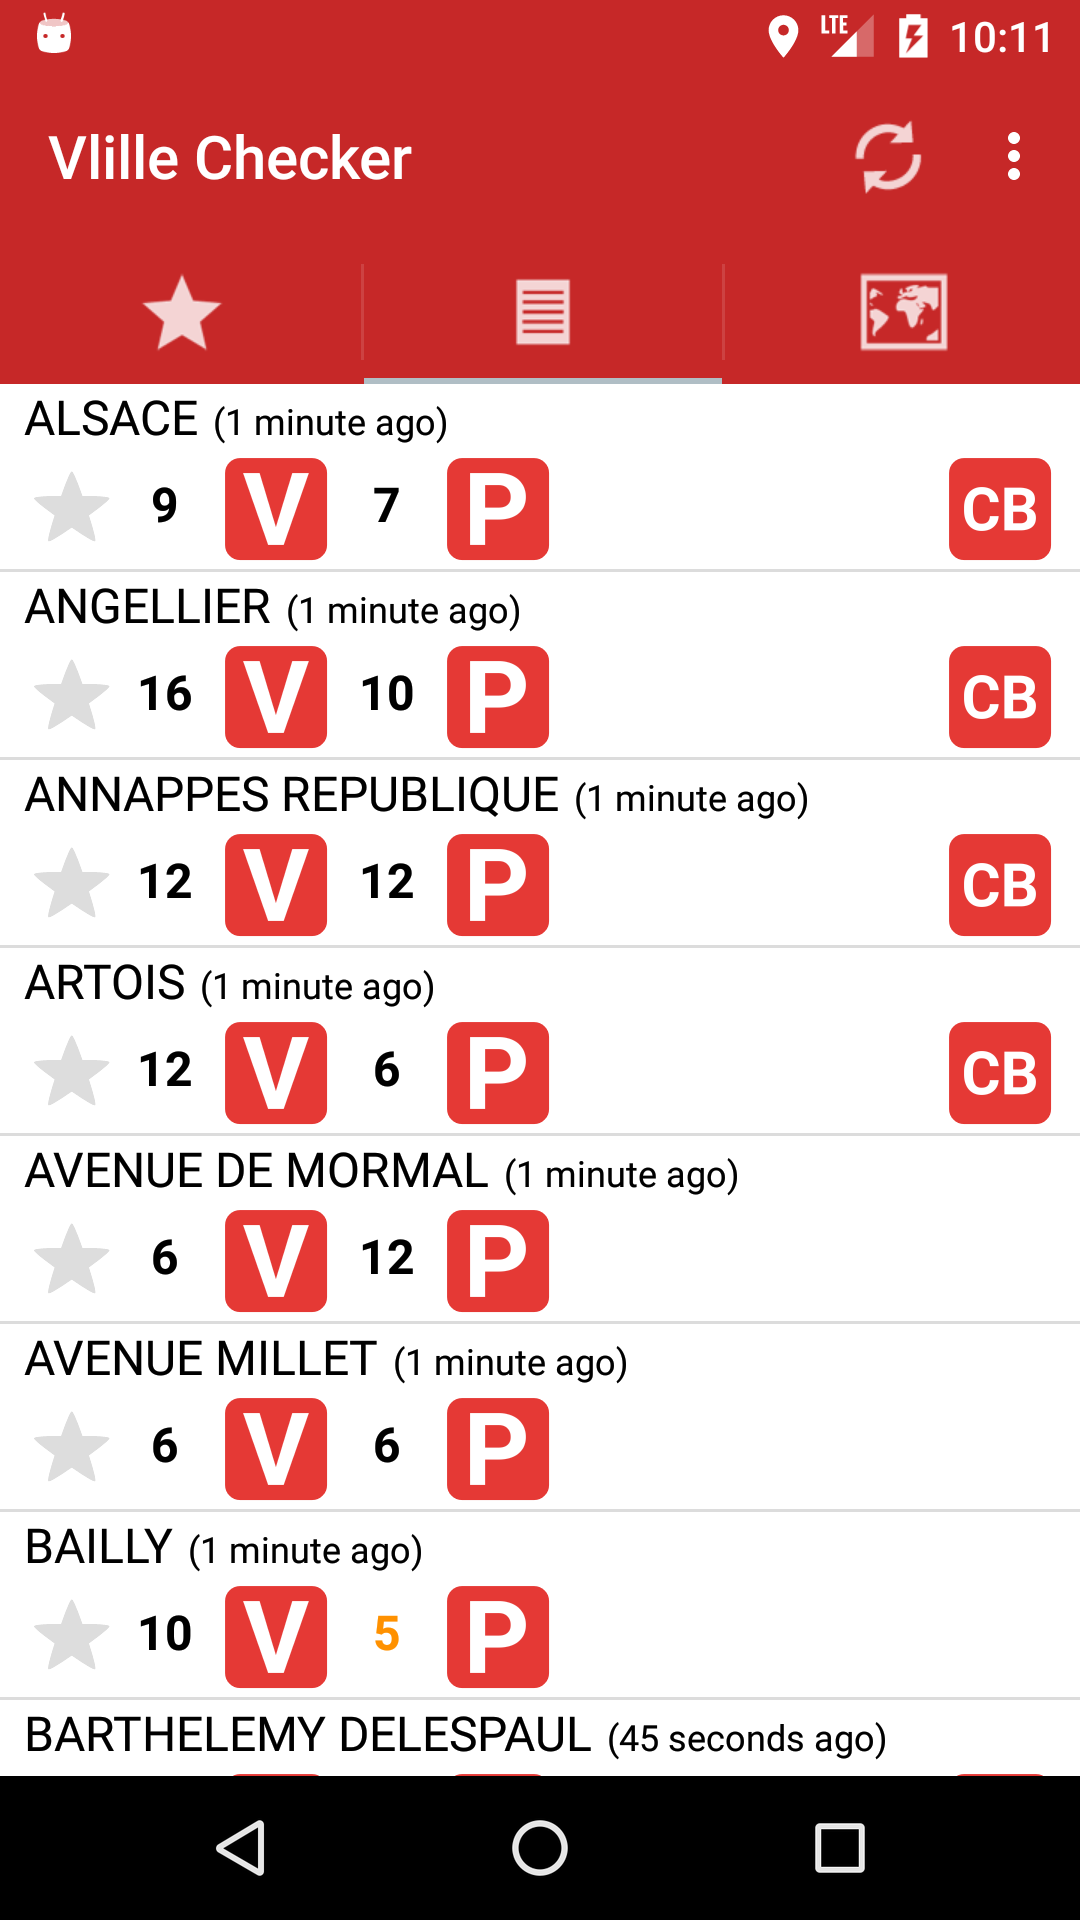 LTE 10:11
Vlille Checker
ALSACE (1 minute ago)
9 V 7 P CB
ANGELLIER (1 minute ago)
16 V 10 P CB
ANNAPPES REPUBLIQUE (1 minute ago)
12 V 12 P CB
ARTOIS (1 minute ago)
12 V 6 P CB
AVENUE DE MORMAL (1 minute ago)
6 V 12 P
AVENUE MILLET (1 minute ago)
6 V 6 P
BAILLY (1 minute ago)
10 V 5 P
BARTHELEMY DELESPAUL (45 seconds ago)